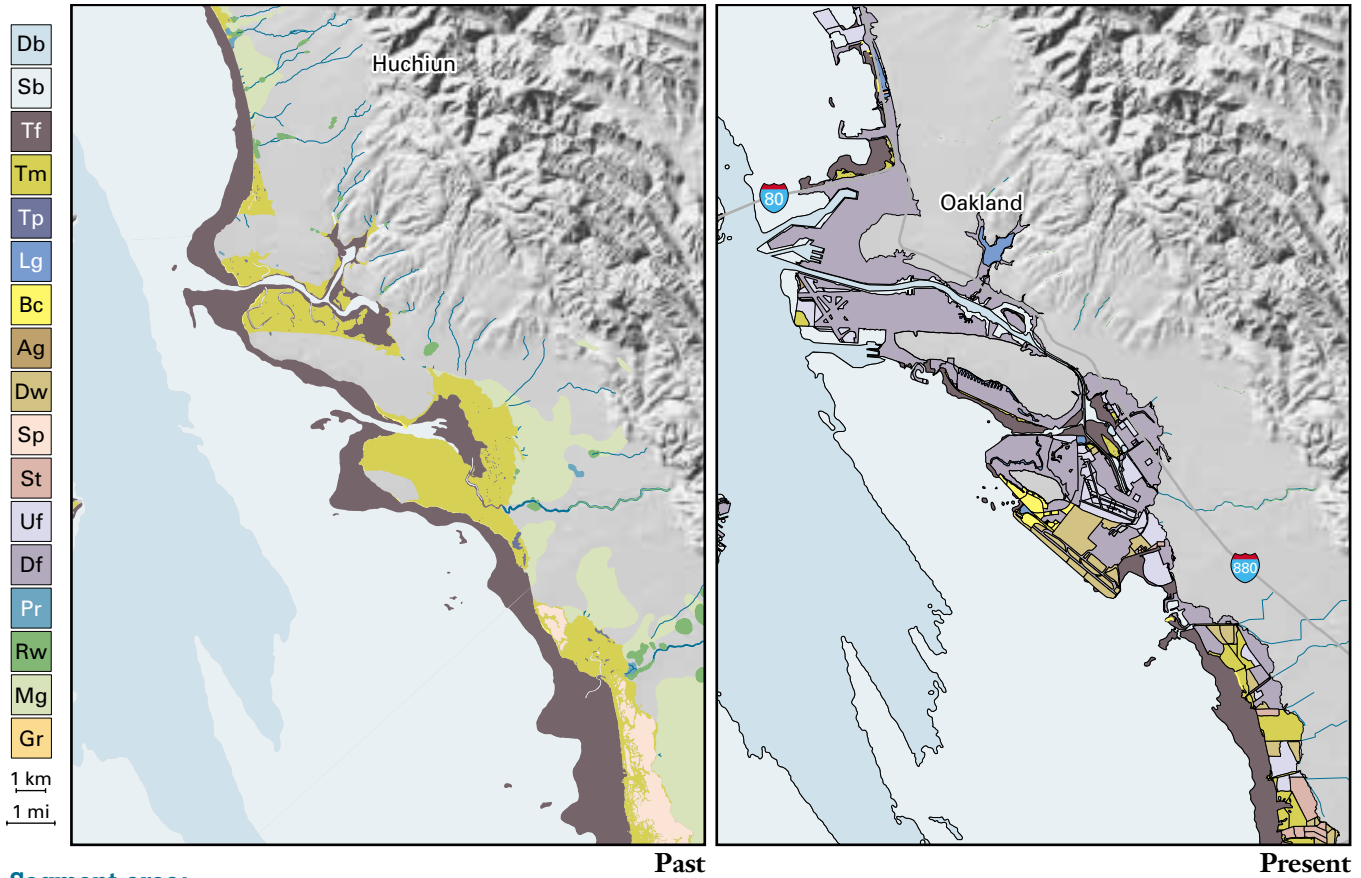 Db
Sb
Tf
Tm
Tp
Lg
Bc
Ag
Dw
Sp
St
Uf
Df
Pr
Rw
Mg
Gr
1 km
1 mi
Huchiun
Past
80
Oakland
880
Present